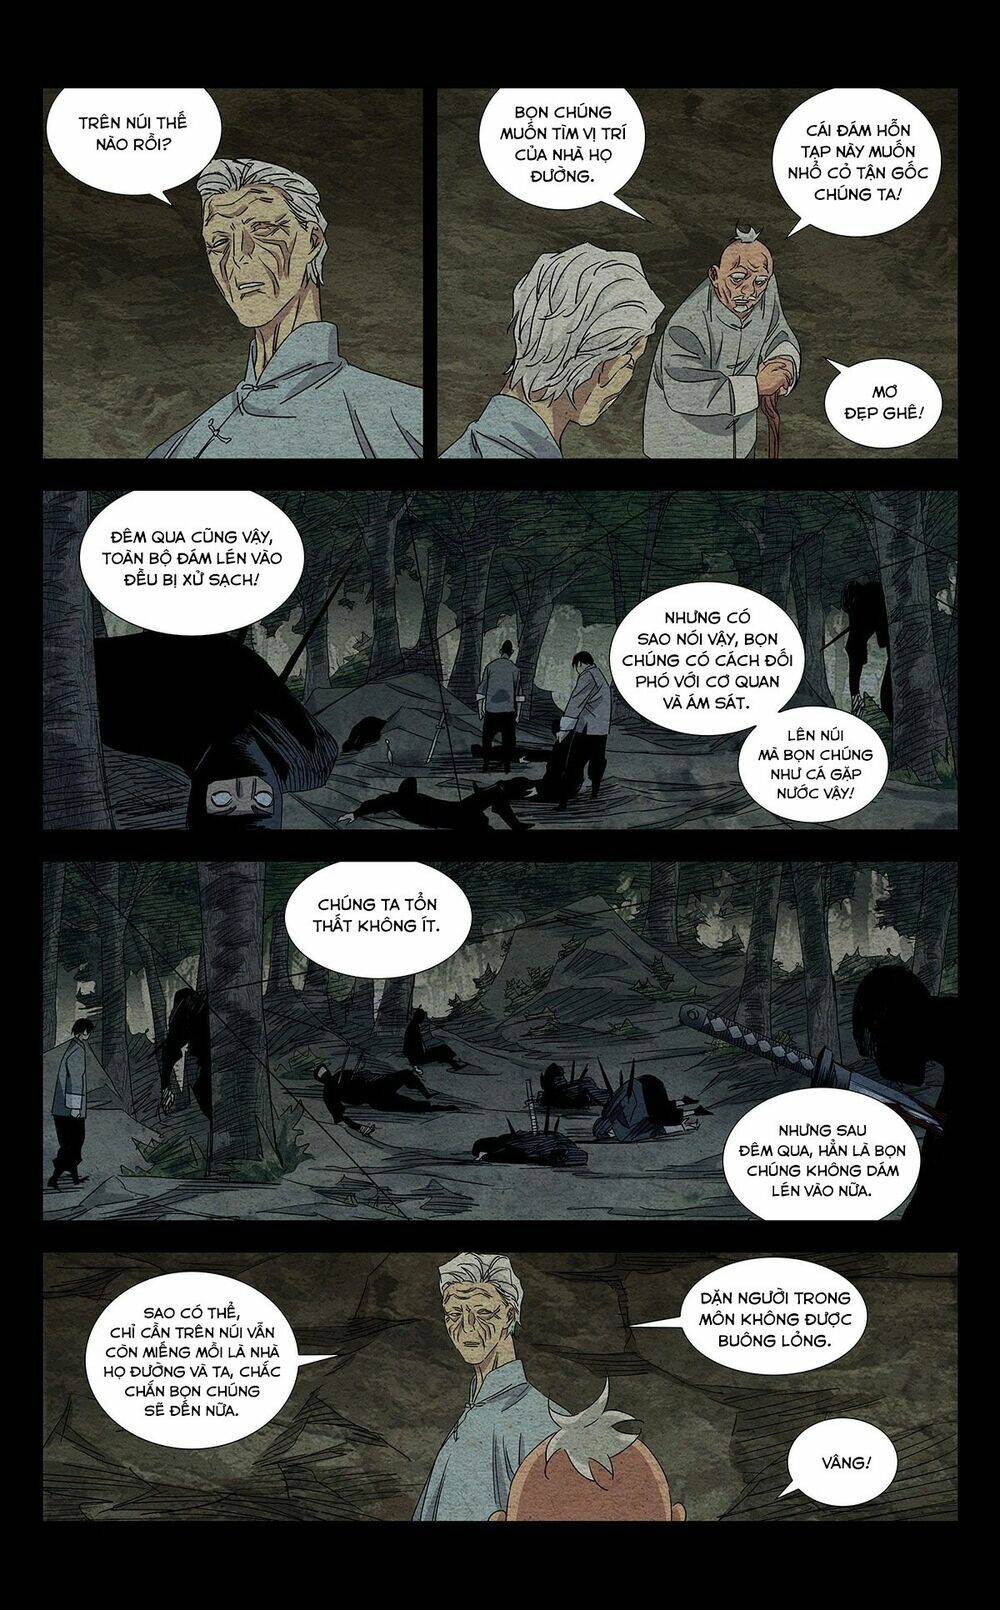 TRÊN NÚI THẾ
NÀO RỒI?
BỌN CHÚNG
MUỐN TÌM VỊ TRÍ
CỦA NHÀ HỌ
ĐƯỜNG.
CÁI ĐÁM HỖN
TẠP NÀY MUỐN
NHỔ CỎ TẬN GỐC
CHÚNG TA!
MƠ
ĐẸP GHÊ!
ĐÊM QUA CŨNG VẬY,
TOÀN BỘ ĐÁM LÉN VÀO
ĐỀU BỊ XỬ SẠCH!
NHƯNG CÓ
SAO NÓI VẬY, BỌN
CHÚNG CÓ CÁCH ĐỐI
PHÓ VỚI CƠ QUAN
VÀ ÁM SÁT.
LÊN NÚI
MÀ BỌN CHÚNG
NHƯ CÁ GẶP
NƯỚC VẬY!
CHÚNG TA TỔN
THẤT KHÔNG ÍT.
NHƯNG SAU
ĐÊM QUA, HẲN LÀ BỌN
CHÚNG KHÔNG DÁM
LÉN VÀO NỮA.
SAO CÓ THỂ,
CHỈ CẦN TRÊN NÚI VẪN
CÒN MIẾNG MỒI LÀ NHÀ
HỌ ĐƯỜNG VÀ TA, CHẮC
CHẮN BỌN CHÚNG
SẼ ĐẾN NỮA.
DẶN NGƯỜI TRONG
MÔN KHÔNG ĐƯỢC
BUÔNG LỎNG.
VÂNG!